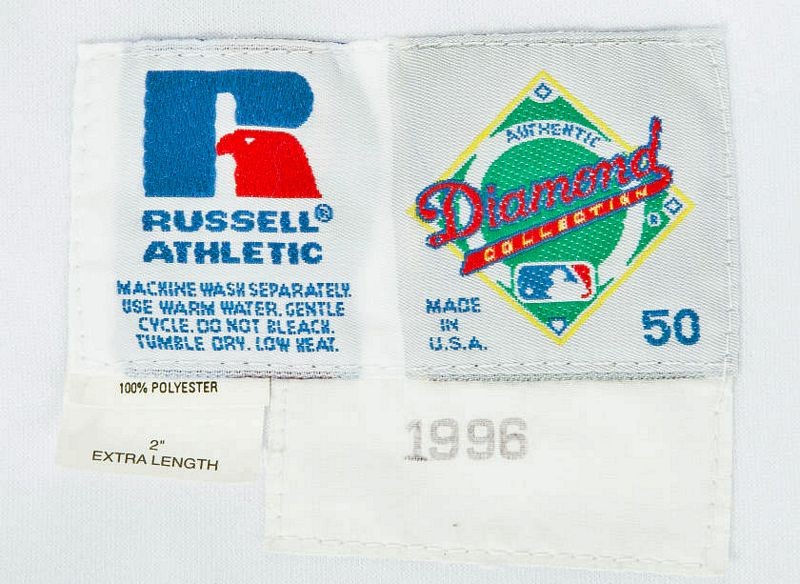 RUSSELL®
ATHLETIC
MACHINE WASH SEPARATELY.
USE WARM WATER. GENTLE
CYCLE. DO NOT BLEACH.
TUMBLE DRY. LOW HEAT.
100% POLYESTER
2"
EXTRA LENGTH
AUTHENTIC
Diamond
COLLECTION
®
MADE
IN
U.S.A.
50
1996